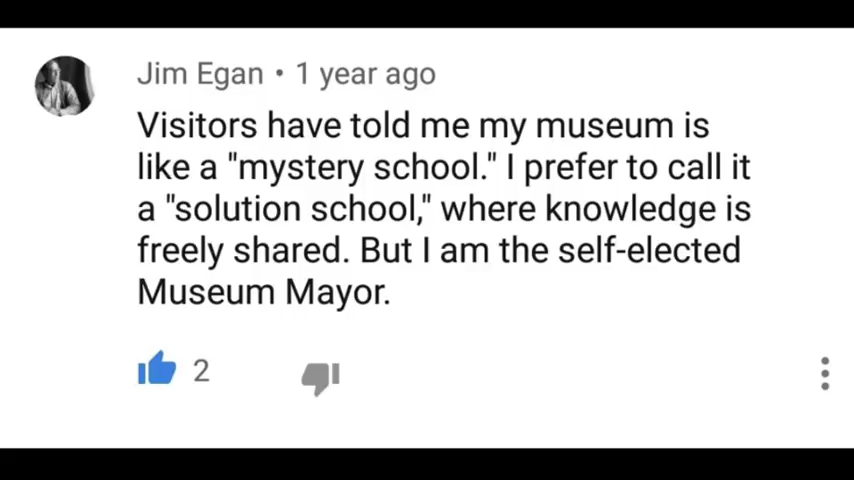 Jim Egan • 1 year ago
Visitors have told me my museum is
like a "mystery school." I prefer to call it
a "solution school," where knowledge is
freely shared. But I am the self-elected
Museum Mayor.
2